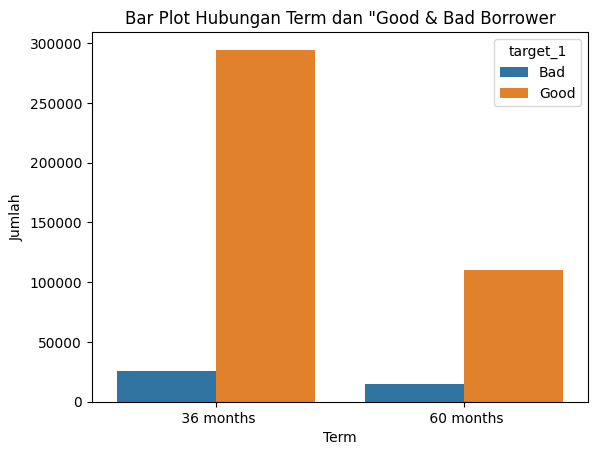 Bar Plot Hubungan Term dan "Good & Bad Borrower
target_1
Bad
Good
Jumlah
300000
250000
200000
150000
100000
50000
0
36 months
60 months
Term